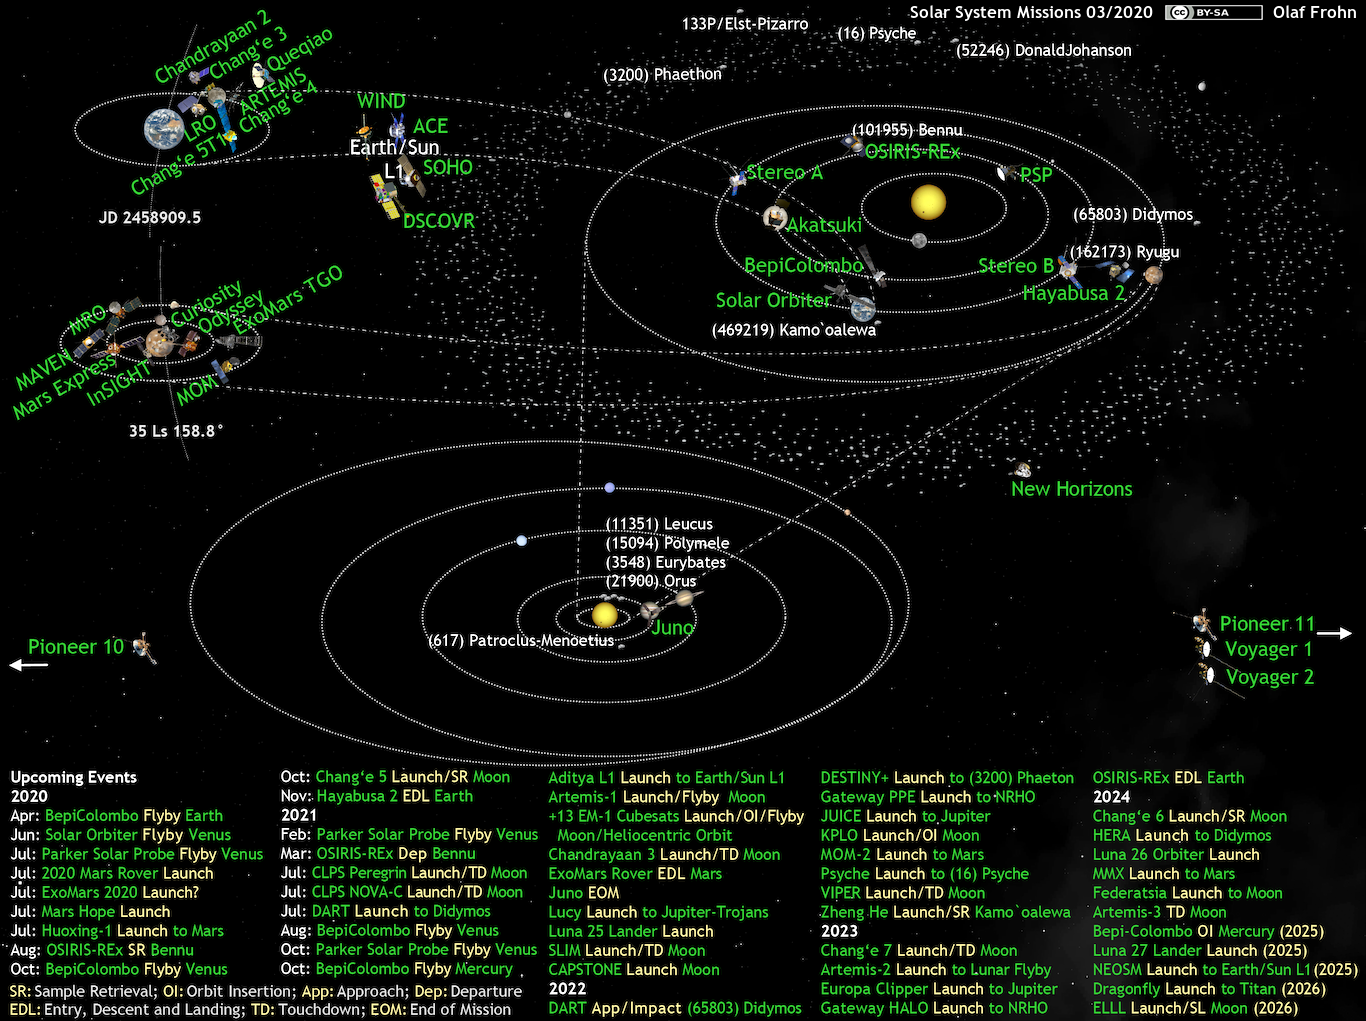 Solar System Missions 03/2020 cc BY-SA Olaf Frohn
133P/Elst-Pizarro
(16) Psyche
(52246) DonaldJohanson
(3200) Phaethon
Chandrayaan 2
Chang‘e 3
Queqiao
ARTEMIS
Chang‘e 4
LRO
Chang‘e 5T1
JD 2458909.5
WIND
ACE
Earth/Sun
L1
SOHO
DSCOVR
(101955) Bennu
OSIRIS-REx
Stereo A
PSP
Akatsuki
(65803) Didymos
(162173) Ryugu
BepiColombo
Stereo B
Hayabusa 2
Solar Orbiter
(469219) Kamo`oalewa
MRO
Curiosity
Odyssey
ExoMars TGO
MAVEN
Mars Express
InSIGHT
MOM
35 Ls 158.8°
New Horizons
(11351) Leucus
(15094) Polymele
(3548) Eurybates
(21900) Orus
Juno
(617) Patroclus-Menoetius
Pioneer 10
Pioneer 11
Voyager 1
Voyager 2
Upcoming Events
2020
Apr: BepiColombo Flyby Earth
Jun: Solar Orbiter Flyby Venus
Jul: Parker Solar Probe Flyby Venus
Jul: 2020 Mars Rover Launch
Jul: ExoMars 2020 Launch?
Jul: Mars Hope Launch
Jul: Huoxing-1 Launch to Mars
Aug: OSIRIS-REx SR Bennu
Oct: BepiColombo Flyby Venus
Oct: Chang‘e 5 Launch/SR Moon
Nov: Hayabusa 2 EDL Earth
2021
Feb: Parker Solar Probe Flyby Venus
Mar: OSIRIS-REx Dep Bennu
Jul: CLPS Peregrin Launch/TD Moon
Jul: CLPS NOVA-C Launch/TD Moon
Jul: DART Launch to Didymos
Aug: BepiColombo Flyby Venus
Oct: Parker Solar Probe Flyby Venus
Oct: BepiColombo Flyby Mercury
Aditya L1 Launch to Earth/Sun L1
Artemis-1 Launch/Flyby Moon
+13 EM-1 Cubesats Launch/OI/Flyby
Moon/Heliocentric Orbit
Chandrayaan 3 Launch/TD Moon
ExoMars Rover EDL Mars
Juno EOM
Lucy Launch to Jupiter-Trojans
Luna 25 Lander Launch
SLIM Launch/TD Moon
CAPSTONE Launch Moon
2022
DART App/Impact (65803) Didymos
DESTINY+ Launch to (3200) Phaeton
Gateway PPE Launch to NRHO
JUICE Launch to Jupiter
KPLO Launch/OI Moon
MOM-2 Launch to Mars
Psyche Launch to (16) Psyche
VIPER Launch/TD Moon
Zheng He Launch/SR Kamo`oalewa
2023
Chang‘e 7 Launch/TD Moon
Artemis-2 Launch to Lunar Flyby
Europa Clipper Launch to Jupiter
Gateway HALO Launch to NRHO
OSIRIS-REx EDL Earth
2024
Chang‘e 6 Launch/SR Moon
HERA Launch to Didymos
Luna 26 Orbiter Launch
MMX Launch to Mars
Federatsia Launch to Moon
Artemis-3 TD Moon
Bepi-Colombo OI Mercury (2025)
Luna 27 Lander Launch (2025)
NEOSM Launch to Earth/Sun L1 (2025)
Dragonfly Launch to Titan (2026)
ELLL Launch/SL Moon (2026)
SR: Sample Retrieval; OI: Orbit Insertion; App: Approach; Dep: Departure
EDL: Entry, Descent and Landing; TD: Touchdown; EOM: End of Mission